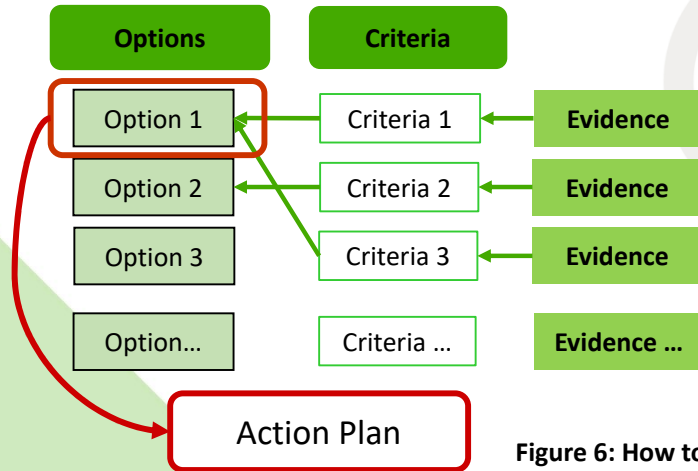 Options
Criteria
Option 1
Criteria 1
Evidence
Option 2
Criteria 2
Evidence
Option 3
Criteria 3
Evidence
Option…
Criteria …
Evidence …
Action Plan
Figure 6: How to